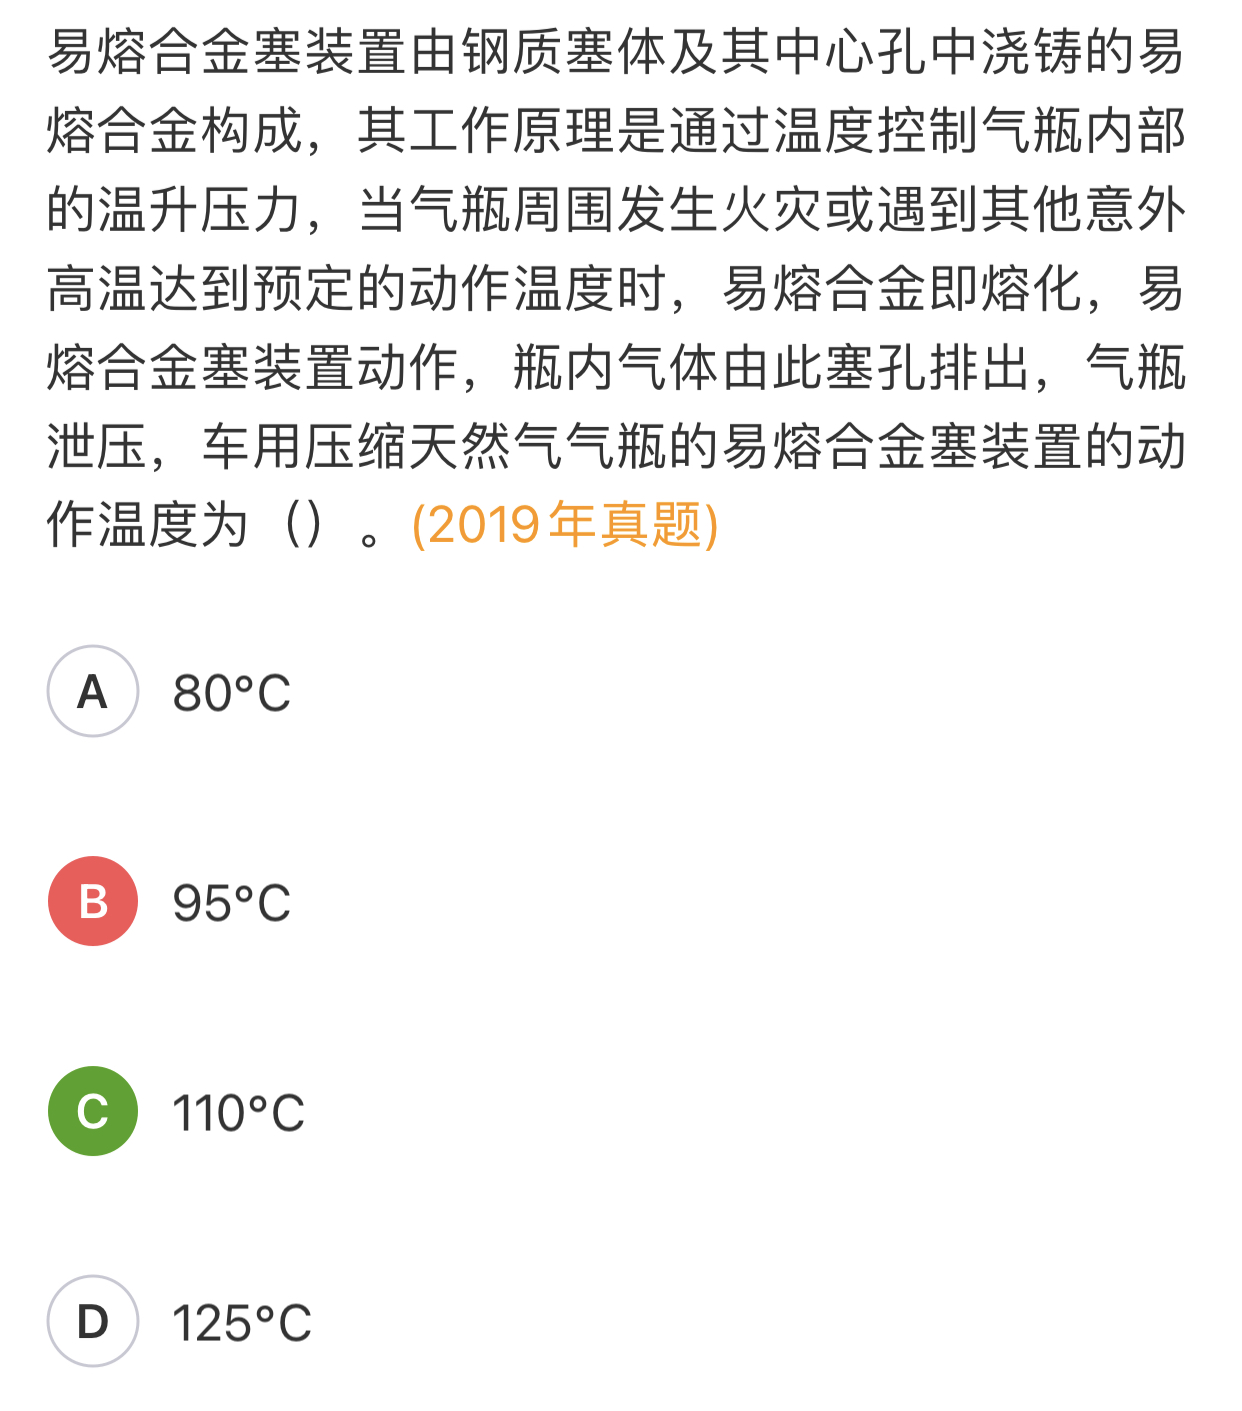 易熔合金塞装置由钢质塞体及其中心孔中浇铸的易
熔合金构成，其工作原理是通过温度控制气瓶内部
的温升压力，当气瓶周围发生火灾或遇到其他意外
高温达到预定的动作温度时，易熔合金即熔化，易
熔合金塞装置动作，瓶内气体由此塞孔排出，气瓶
泄压，车用压缩天然气气瓶的易熔合金塞装置的动
作温度为（）。(2019年真题)
A 80°C
B 95°C
C 110°C
D 125°C